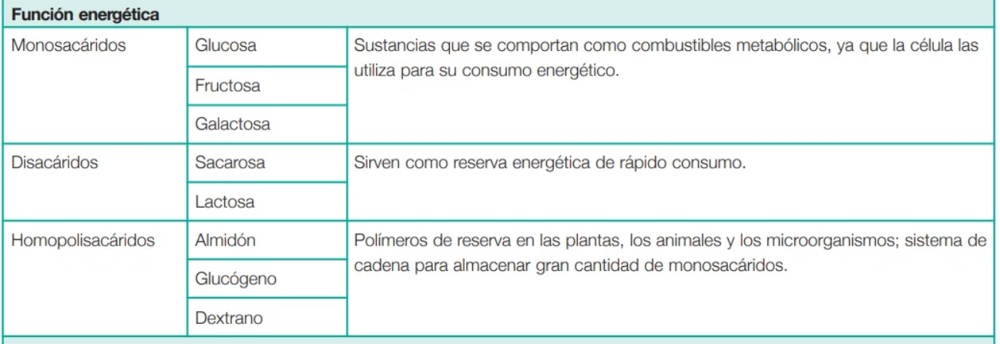 Función energética
Monosacáridos
Glucosa
Sustancias que se comportan como combustibles metabólicos, ya que la célula las
utiliza para su consumo energético.
Fructosa
Galactosa
Disacáridos
Sacarosa
Sirven como reserva energética de rápido consumo.
Lactosa
Homopolisacáridos
Almidón
Polímeros de reserva en las plantas, los animales y los microorganismos; sistema de
cadena para almacenar gran cantidad de monosacáridos.
Glucógeno
Dextrano